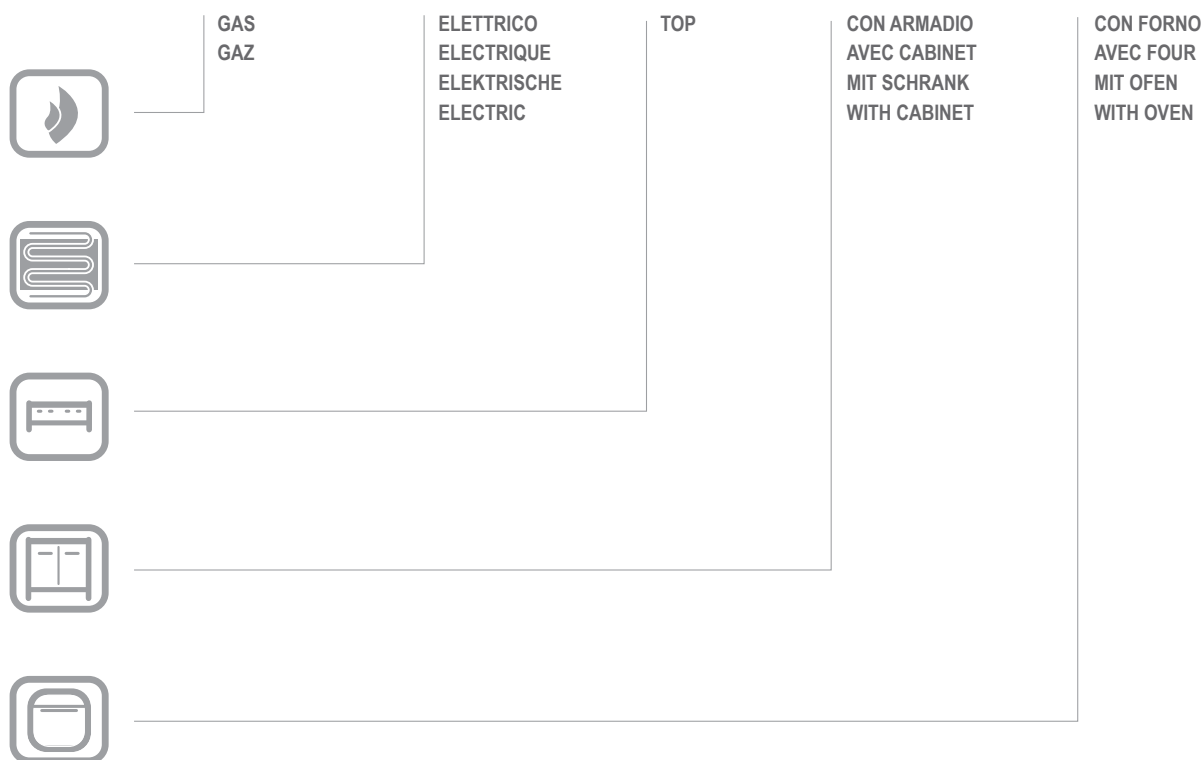 GAS
GAZ
ELETTRICO
ELECTRIQUE
ELEKTRISCHE
ELECTRIC
TOP
CON ARMADIO
AVEC CABINET
MIT SCHRANK
WITH CABINET
CON FORNO
AVEC FOUR
MIT OFEN
WITH OVEN